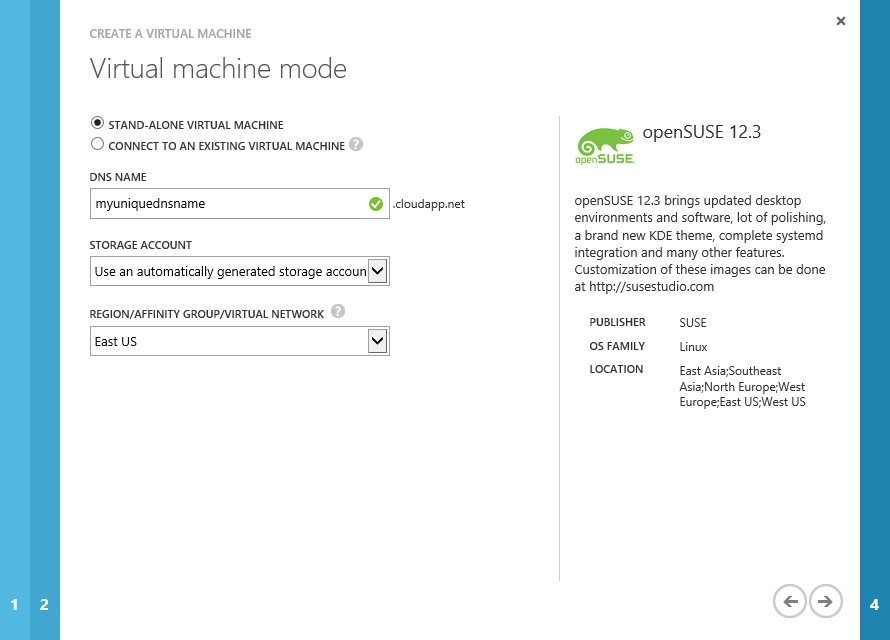 CREATE A VIRTUAL MACHINE
Virtual machine mode
STAND-ALONE VIRTUAL MACHINE
CONNECT TO AN EXISTING VIRTUAL MACHINE ?
DNS NAME
myuniquednsname .cloudapp.net
STORAGE ACCOUNT
Use an automatically generated storage accoun
REGION/AFFINITY GROUP/VIRTUAL NETWORK ?
East US
openSUSE
openSUSE 12.3
openSUSE 12.3 brings updated desktop
environments and software, lot of polishing,
a brand new KDE theme, complete systemd
integration and many other features.
Customization of these images can be done
at http://susestudio.com
PUBLISHER SUSE
OS FAMILY Linux
LOCATION East Asia;Southeast
Asia;North Europe;West
Europe;East US;West US
1 2 4